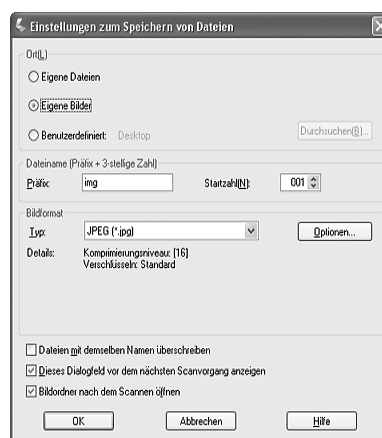 Einstellungen zum Speichern von Dateien
Ort(L)
Eigene Dateien
Eigene Bilder
Benutzerdefiniert: Desktop
Durchsuchen(B)...
Dateiname (Präfix + 3-stellige Zahl)
Präfix: img Startzahl(N): 001
Bildformat
Typ: JPEG (*.jpg) Optionen...
Details: Komprimierungsniveau: [16]
Verschlüsseln: Standard
Dateien mit demselben Namen überschreiben
Dieses Dialogfeld vor dem nächsten Scanvorgang anzeigen
Bildordner nach dem Scannen öffnen
OK Abbrechen Hilfe